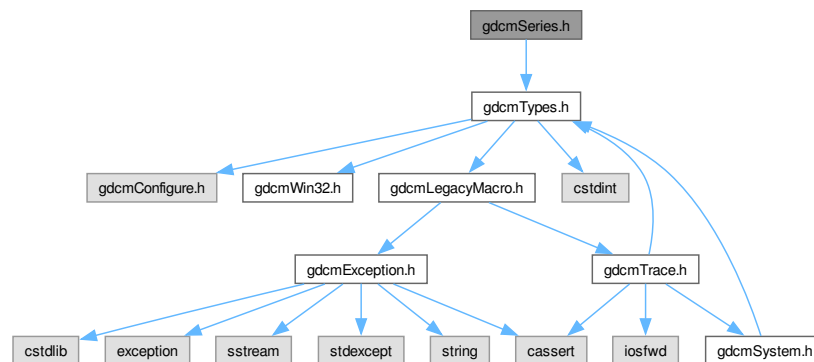 gdcmSeries.h
gdcmTypes.h
gdcmConfigure.h
gdcmWin32.h
gdcmLegacyMacro.h
cstdint
gdcmException.h
gdcmTrace.h
cstdlib
exception
sstream
stdexcept
string
cassert
iosfwd
gdcmSystem.h